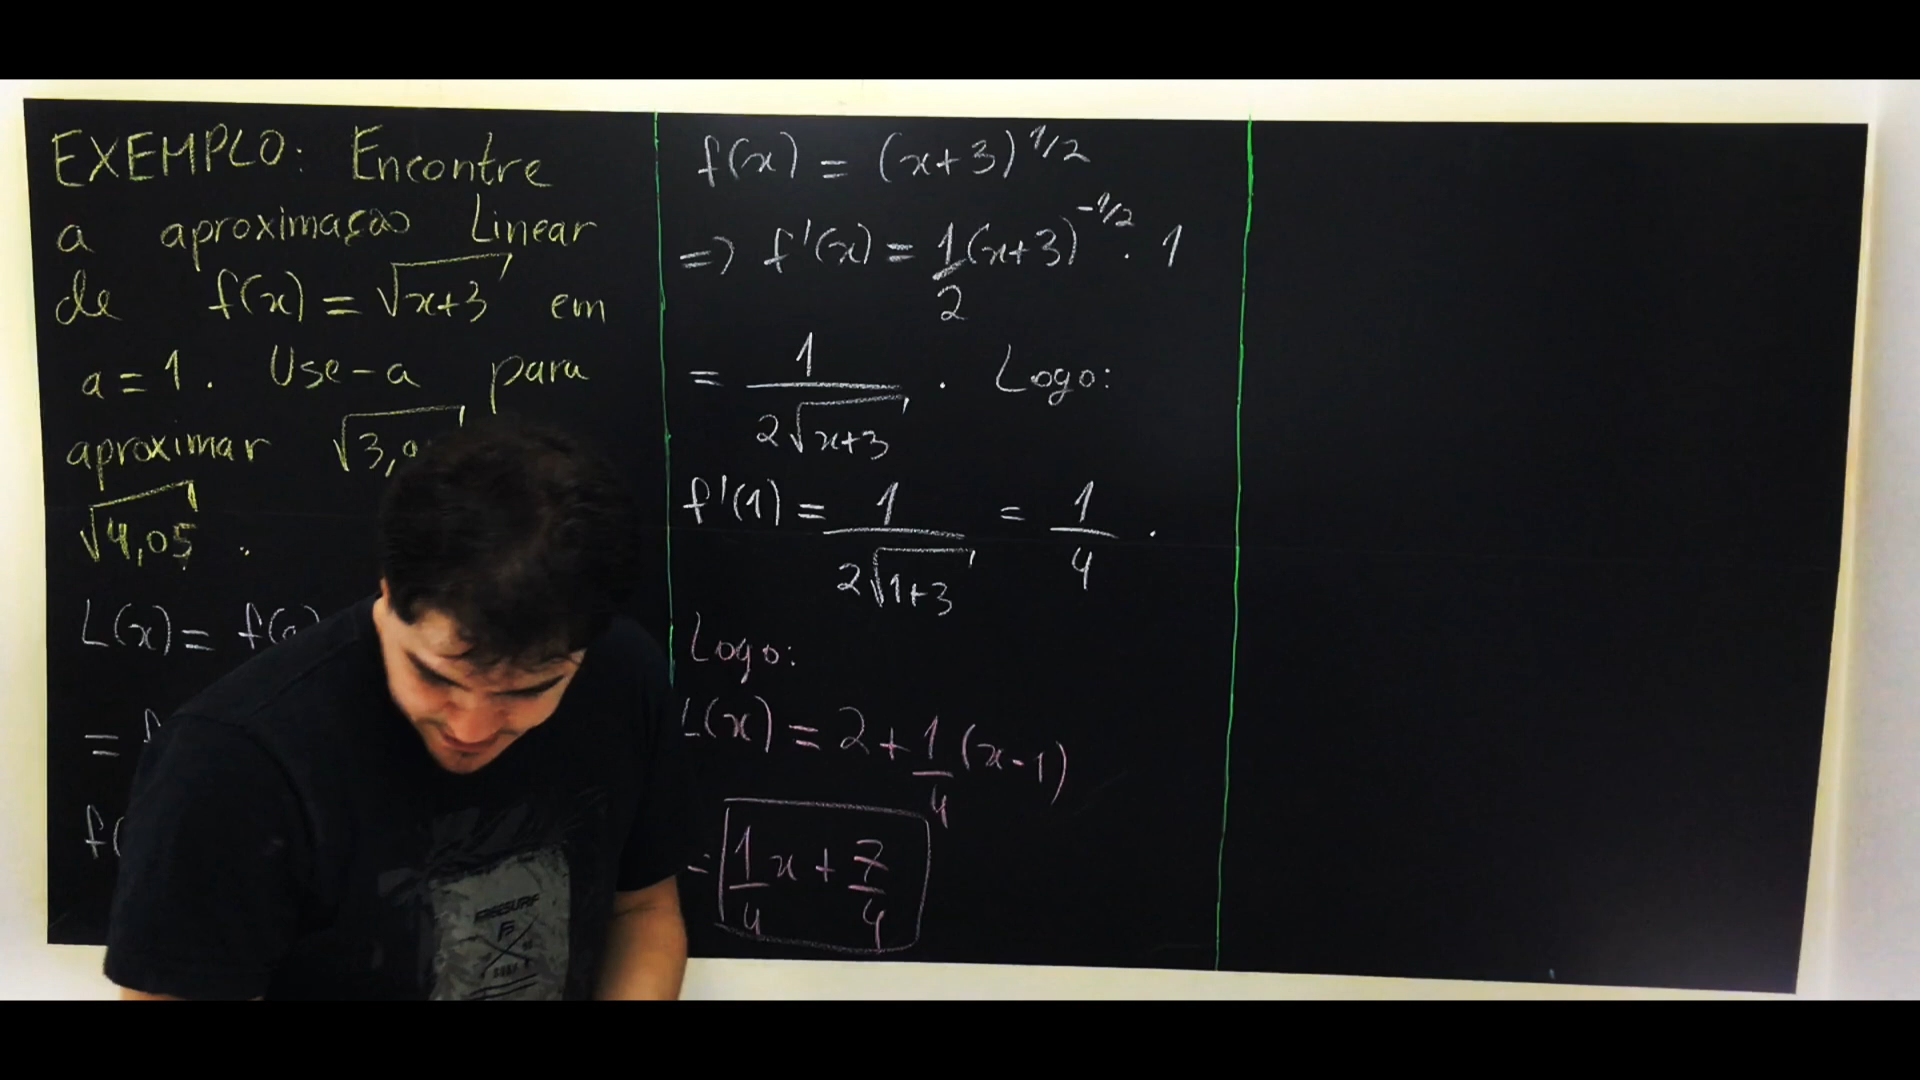 EXEMPLO: Encontre
a aproximação Linear
de f(x) = √x+3 em
a = 1. Use-a para
aproximar √3,
√4,05 .
L(x) = f(a)
=
f(
f(x) = (x+3)^1/2
=> f'(x) = 1/2 (x+3)^-1/2 . 1
= 1/2√x+3 . Logo:
f'(1) = 1/2√1+3 = 1/4 .
Logo:
L(x) = 2 + 1/4 (x-1)
= 1/4 x + 7/4